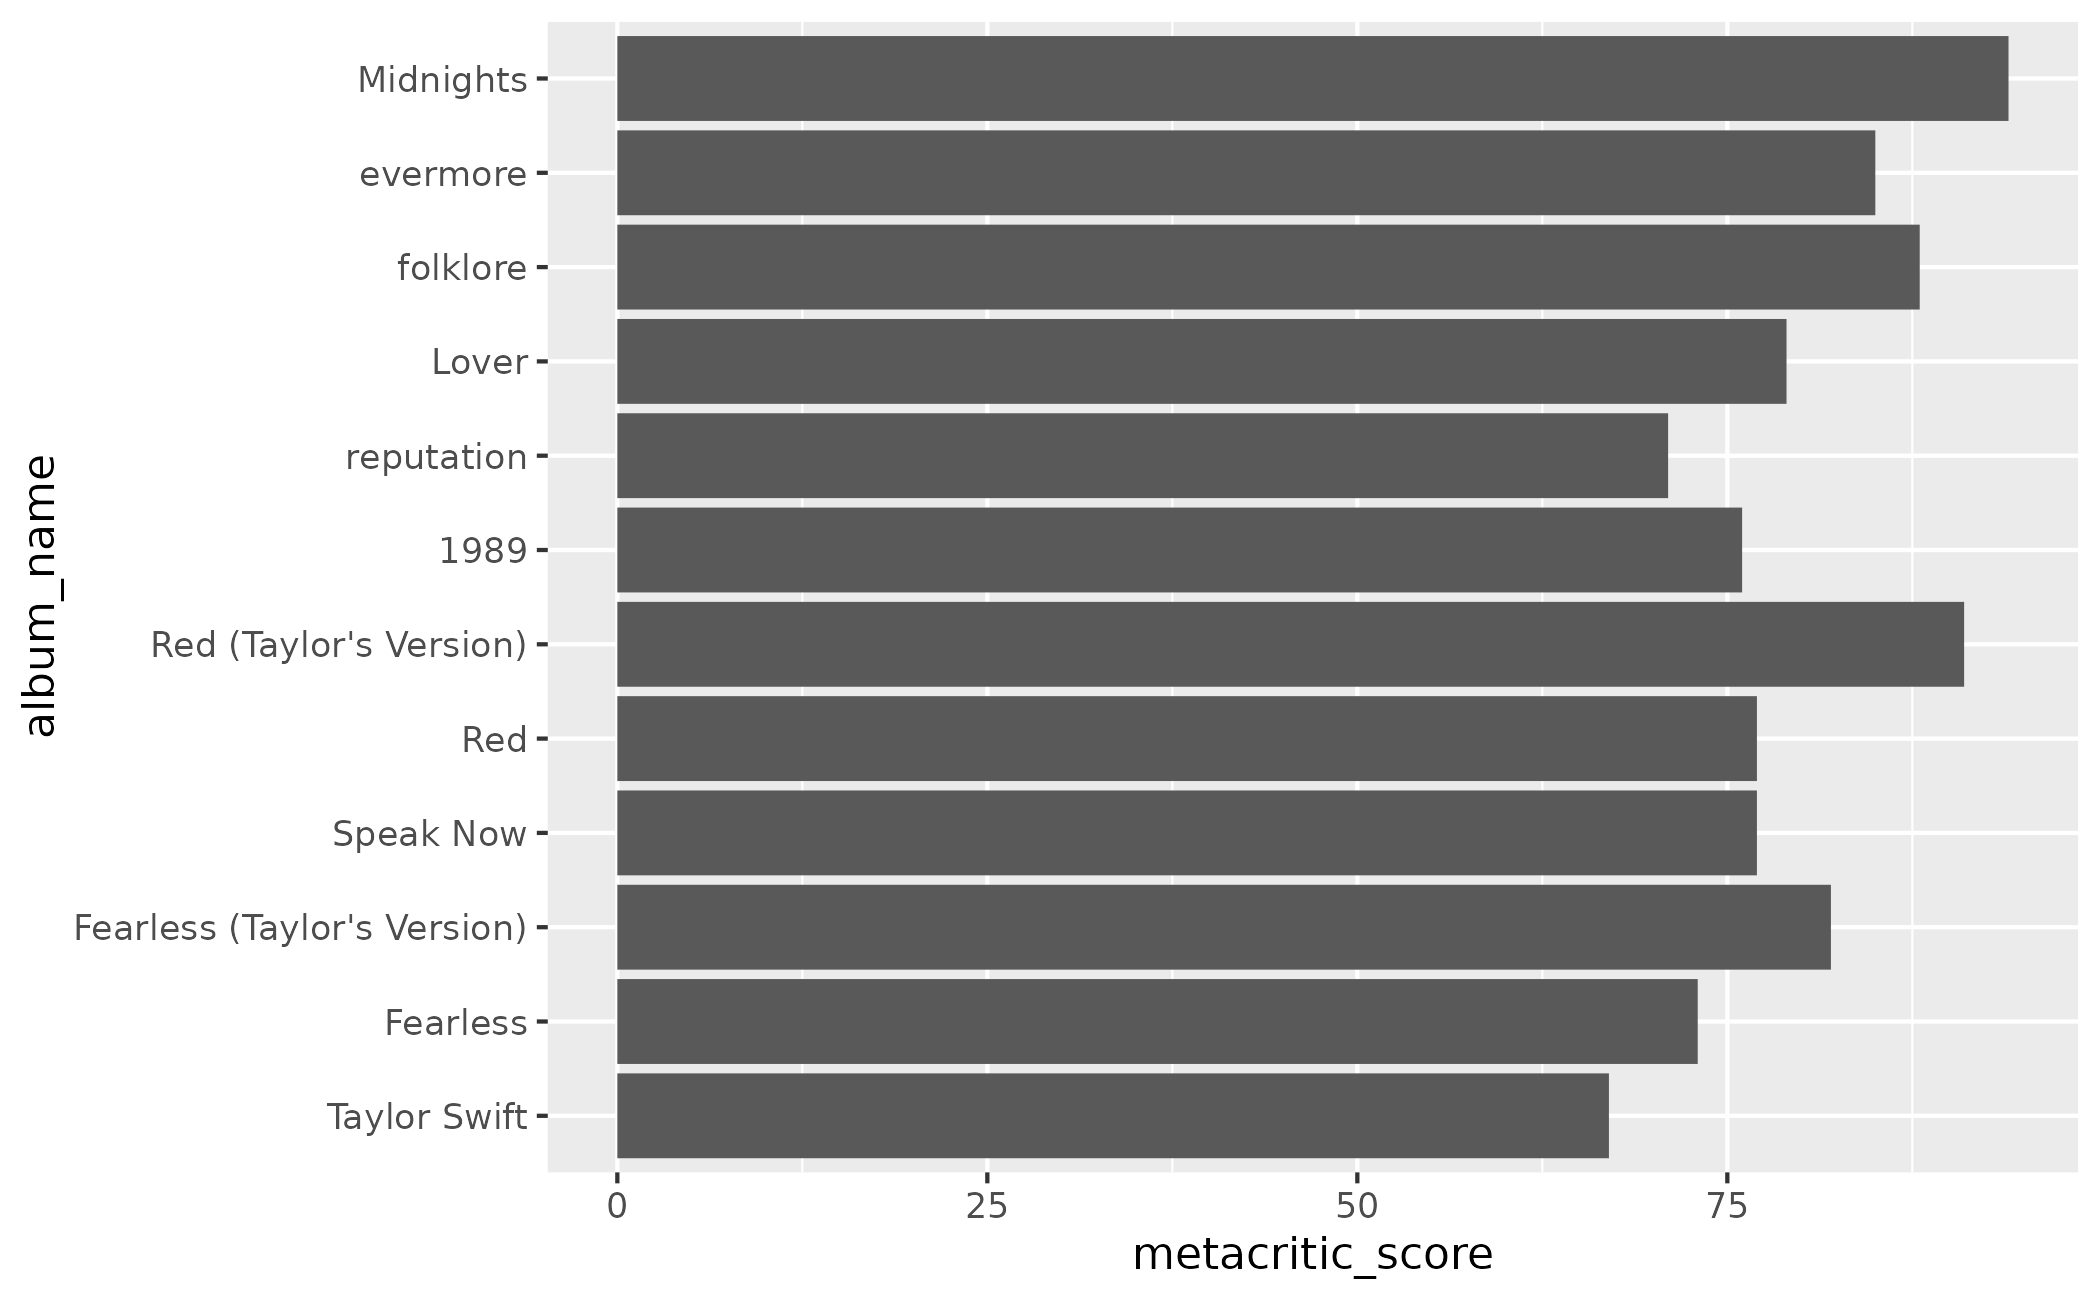 Midnights
evermore
folklore
Lover
reputation
1989
Red (Taylor's Version)
Red
Speak Now
Fearless (Taylor's Version)
Fearless
Taylor Swift
album_name
0 25 50 75
metacritic_score